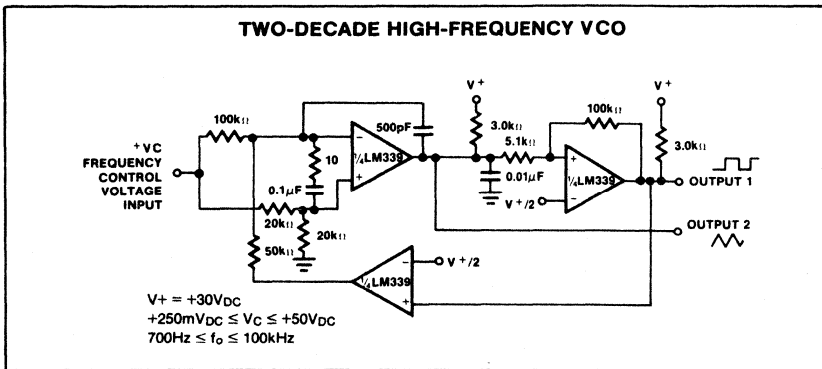 TWO-DECADE HIGH-FREQUENCY VCO
V+
V+
100kΩ
500pF
3.0kΩ
100kΩ
5.1kΩ
3.0kΩ
+VC
FREQUENCY
CONTROL
VOLTAGE
INPUT
10
−
¼LM339
+
0.1μF
0.01μF
+
¼LM339
−
OUTPUT 1
V+/2
20kΩ
20kΩ
50kΩ
OUTPUT 2
−
V+/2
¼LM339
+
V+ = +30VDC
+250mVDC ≤ VC ≤ +50VDC
700Hz ≤ fo ≤ 100kHz